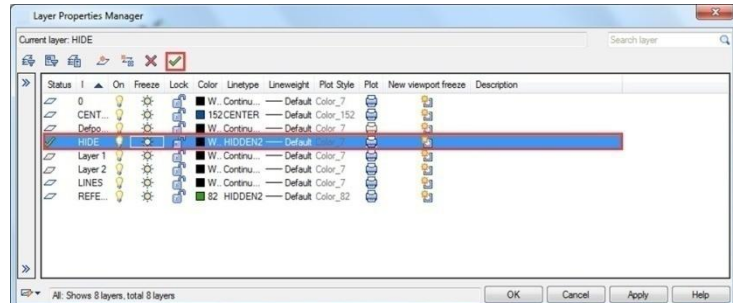 Layer Properties Manager
Current layer: HIDE
Search layer
Status I On Freeze Lock Color Linetype Lineweight Plot Style Plot New viewport freeze Description
0 W.. Continu... Default Color_7
CENT... 152 CENTER Default Color_152
Defpo... W.. Continu... Default Color_7
HIDE W.. HIDDEN2 Default Color_7
Layer 1 W.. Continu... Default Color_7
Layer 2 W.. Continu... Default Color_7
LINES W.. Continu... Default Color_7
REFE... 82 HIDDEN2 Default Color_82
All: Shows 8 layers, total 8 layers
OK Cancel Apply Help